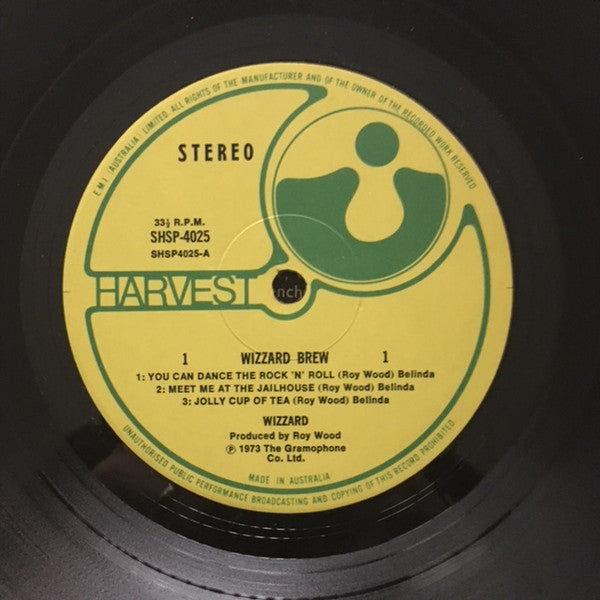 E.M.I. (AUSTRALIA) LIMITED. ALL RIGHTS OF THE MANUFACTURER AND OF THE OWNER OF THE RECORDED WORK RESERVED
STEREO
33⅓ R.P.M.
SHSP-4025
SHSP4025-A
HARVEST
1 WIZZARD BREW 1
1: YOU CAN DANCE THE ROCK 'N' ROLL (Roy Wood) Belinda
2: MEET ME AT THE JAILHOUSE (Roy Wood) Belinda
3: JOLLY CUP OF TEA (Roy Wood) Belinda
WIZZARD
Produced by Roy Wood
℗ 1973 The Gramophone
Co. Ltd.
MADE IN AUSTRALIA
UNAUTHORISED PUBLIC PERFORMANCE BROADCASTING AND COPYING OF THIS RECORD PROHIBITED